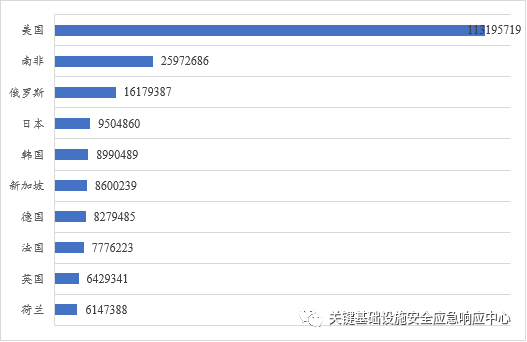 美国 113195719
南非 25972686
俄罗斯 16179387
日本 9504860
韩国 8990489
新加坡 8600239
德国 8279485
法国 7776223
英国 6429341
荷兰 6147388
关键基础设施安全应急响应中心